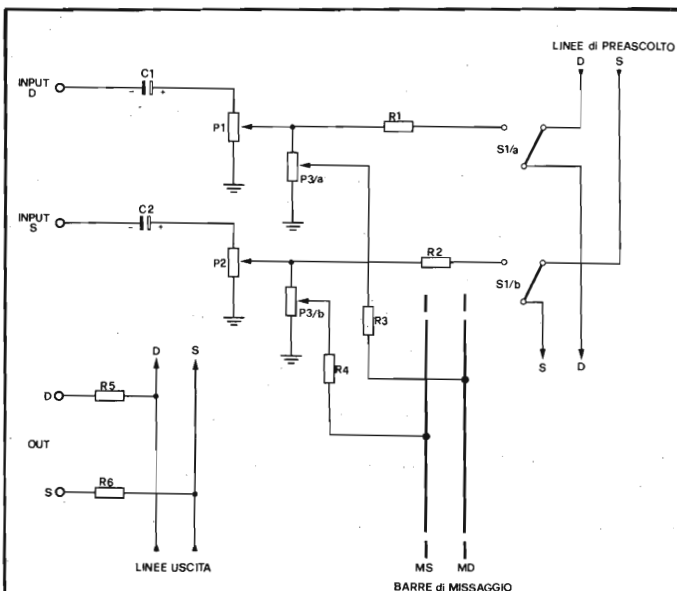 LINEE di PREASCOLTO
D S
INPUT
D
C1
- +
P1
R1
S1/a
P3/a
INPUT
S
C2
- +
P2
R2
S1/b
P3/b
R3
R4
S D
D S
D
R5
OUT
S
R6
LINEE USCITA
MS MD
BARRE di MISSAGGIO